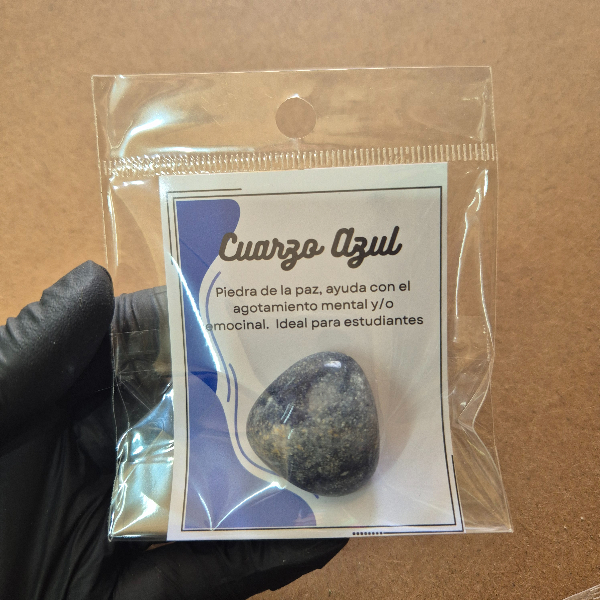 Cuarzo Azul
Piedra de la paz, ayuda con el
agotamiento mental y/o
emocinal. Ideal para estudiantes